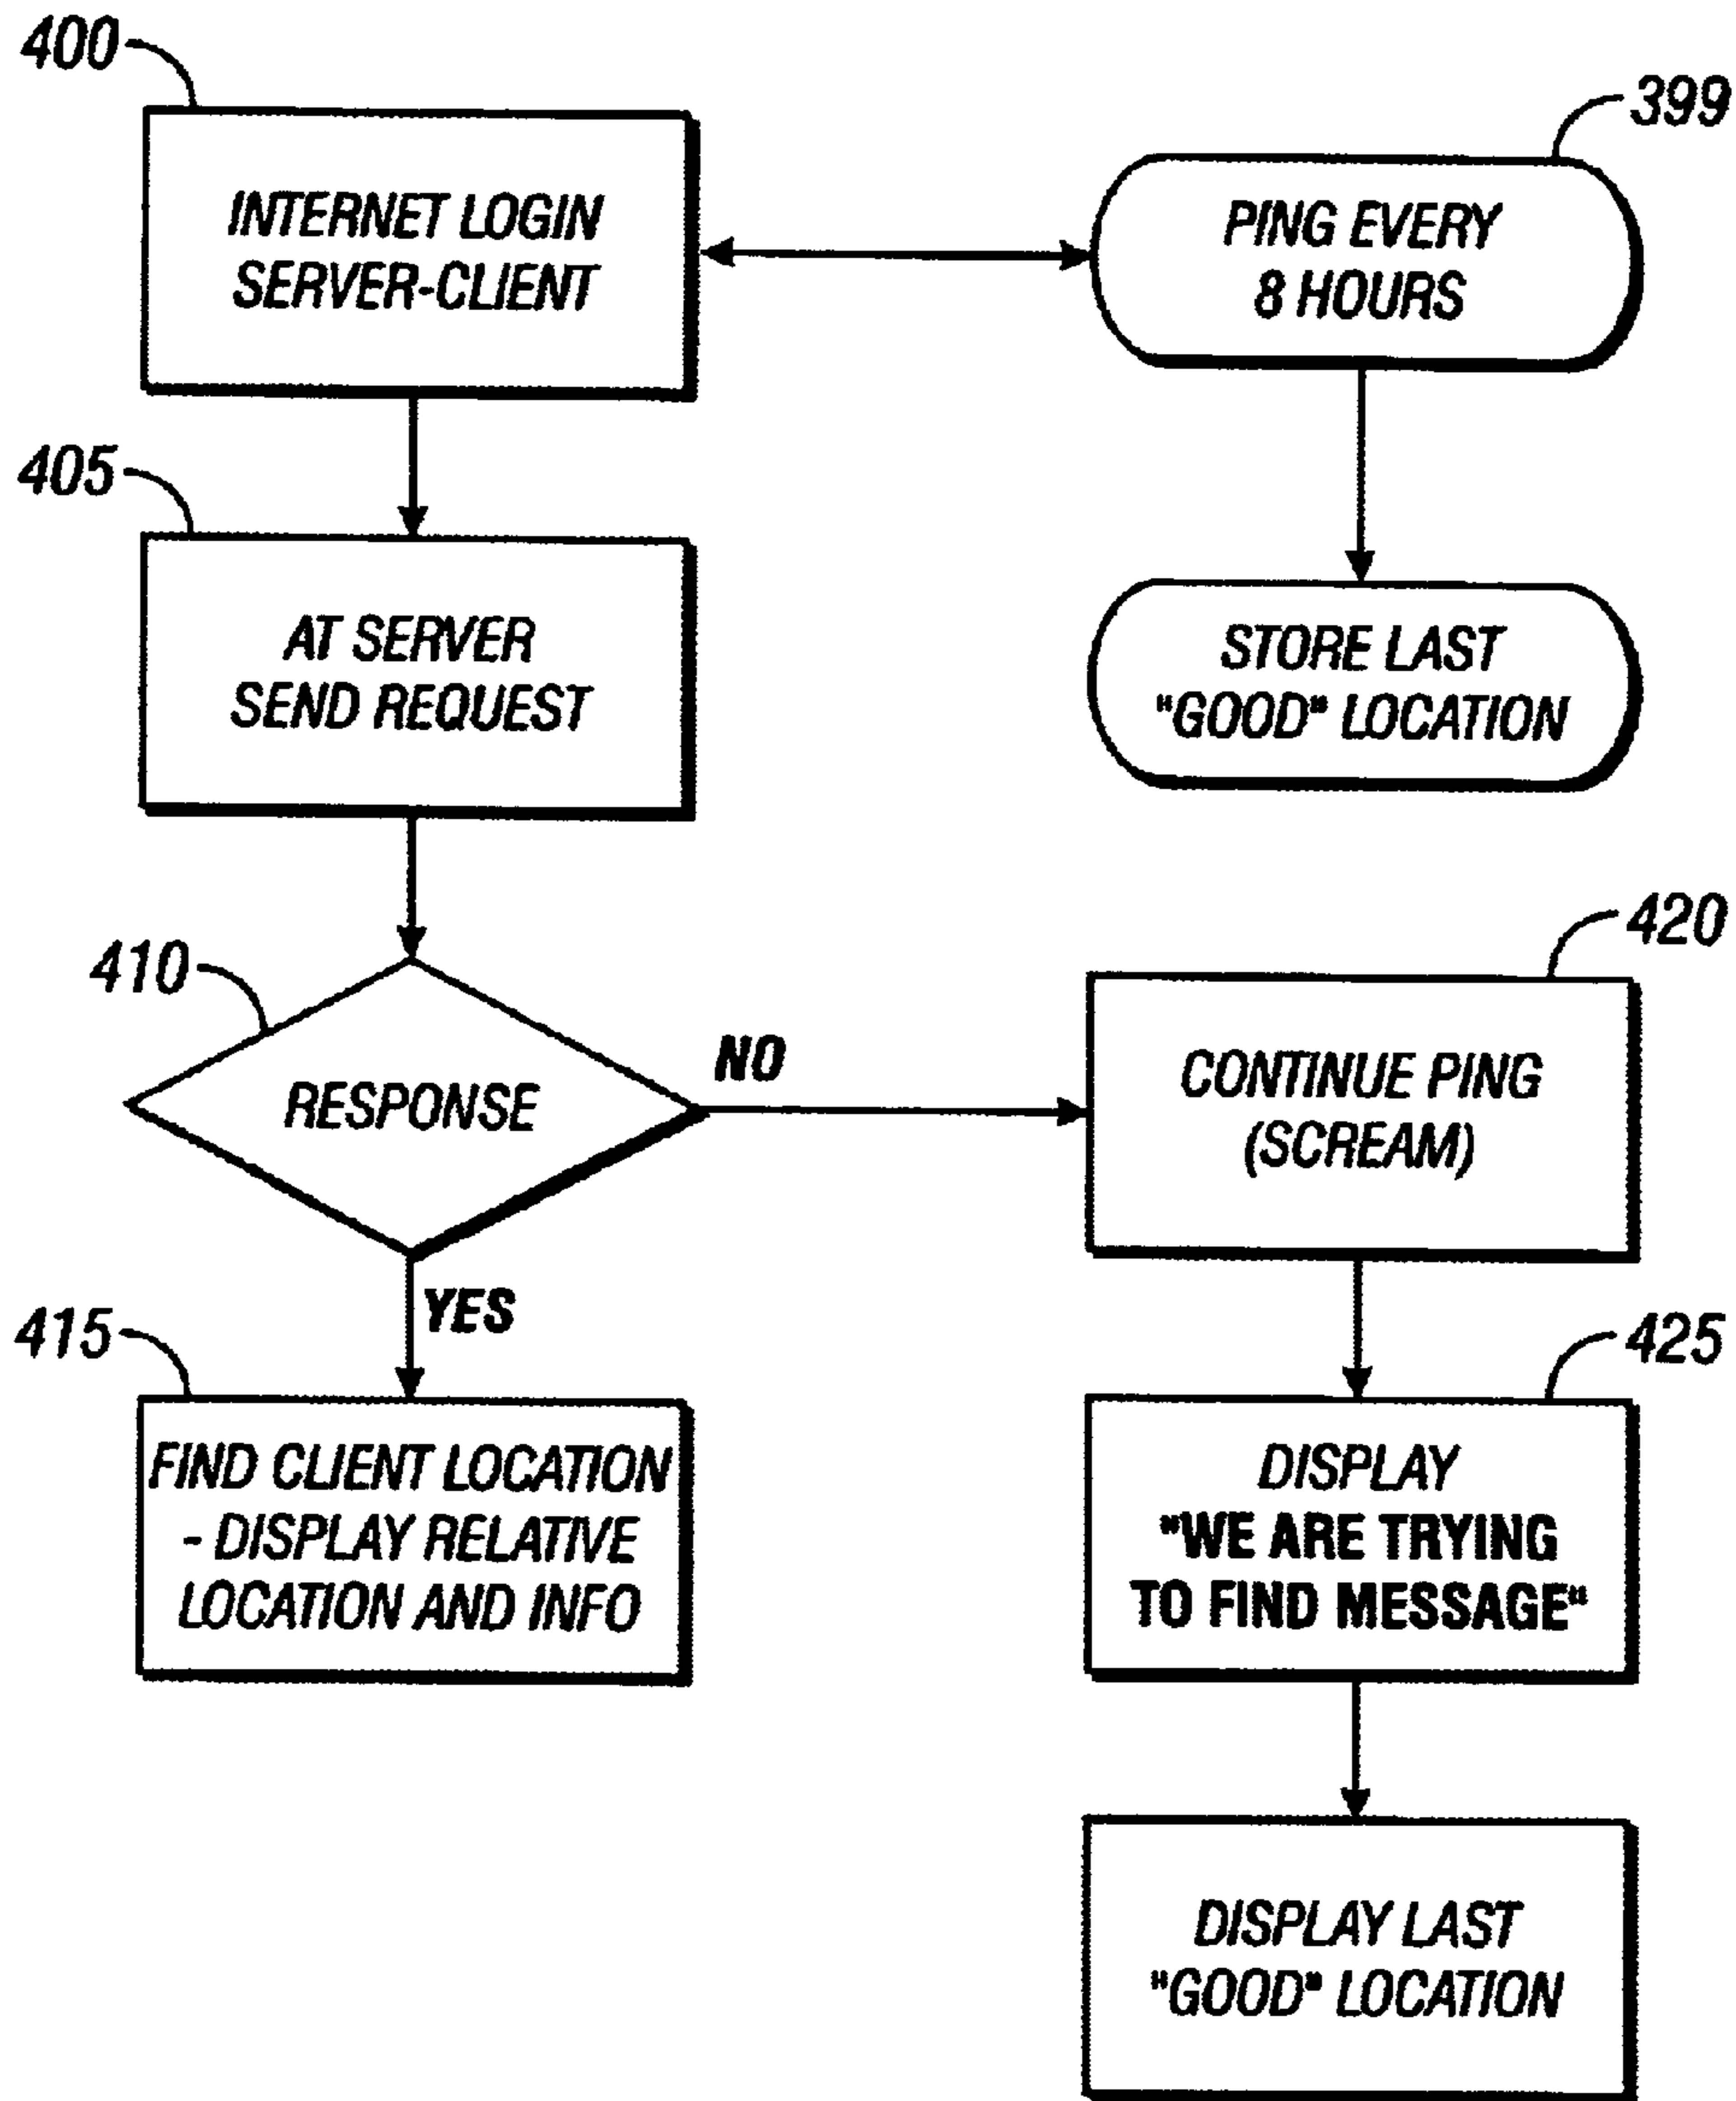 400
399
INTERNET LOGIN
SERVER-CLIENT
PING EVERY
8 HOURS
405
AT SERVER
SEND REQUEST
STORE LAST
"GOOD" LOCATION
410
420
RESPONSE
NO
CONTINUE PING
(SCREAM)
YES
415
425
FIND CLIENT LOCATION
- DISPLAY RELATIVE
LOCATION AND INFO
DISPLAY
"WE ARE TRYING
TO FIND MESSAGE"
DISPLAY LAST
"GOOD" LOCATION